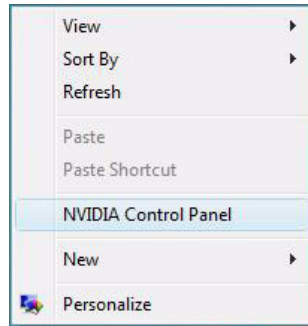 View
Sort By
Refresh
Paste
Paste Shortcut
NVIDIA Control Panel
New
Personalize